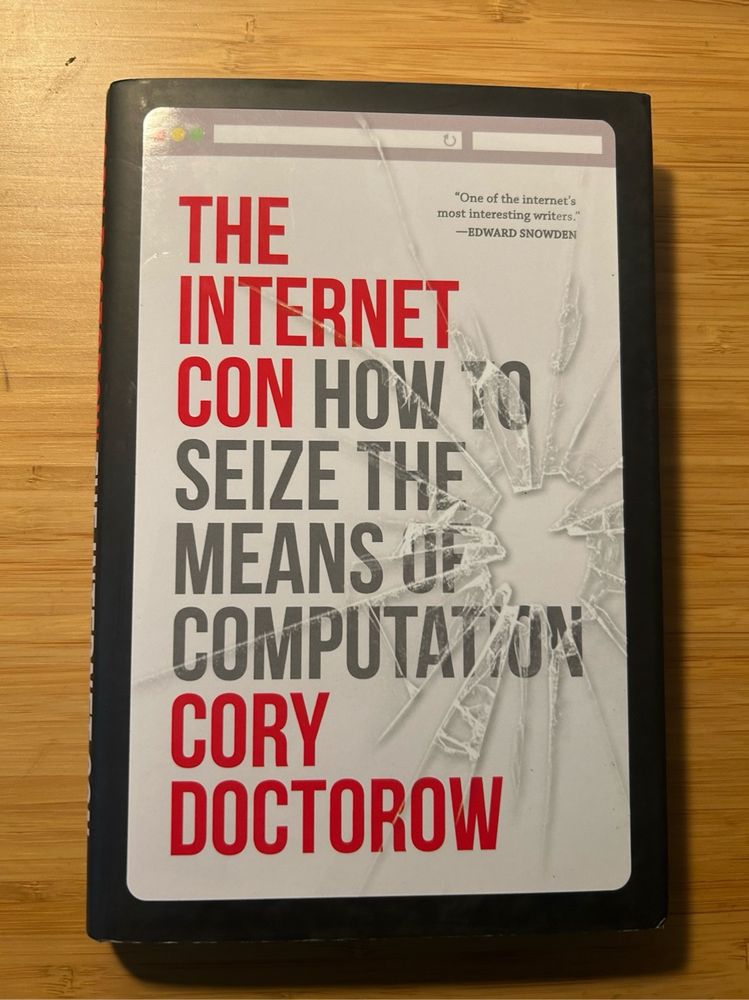 THE
INTERNET
CON HOW TO
SEIZE THE
MEANS OF
COMPUTATION
CORY
DOCTOROW
“One of the internet’s
most interesting writers.”
—EDWARD SNOWDEN